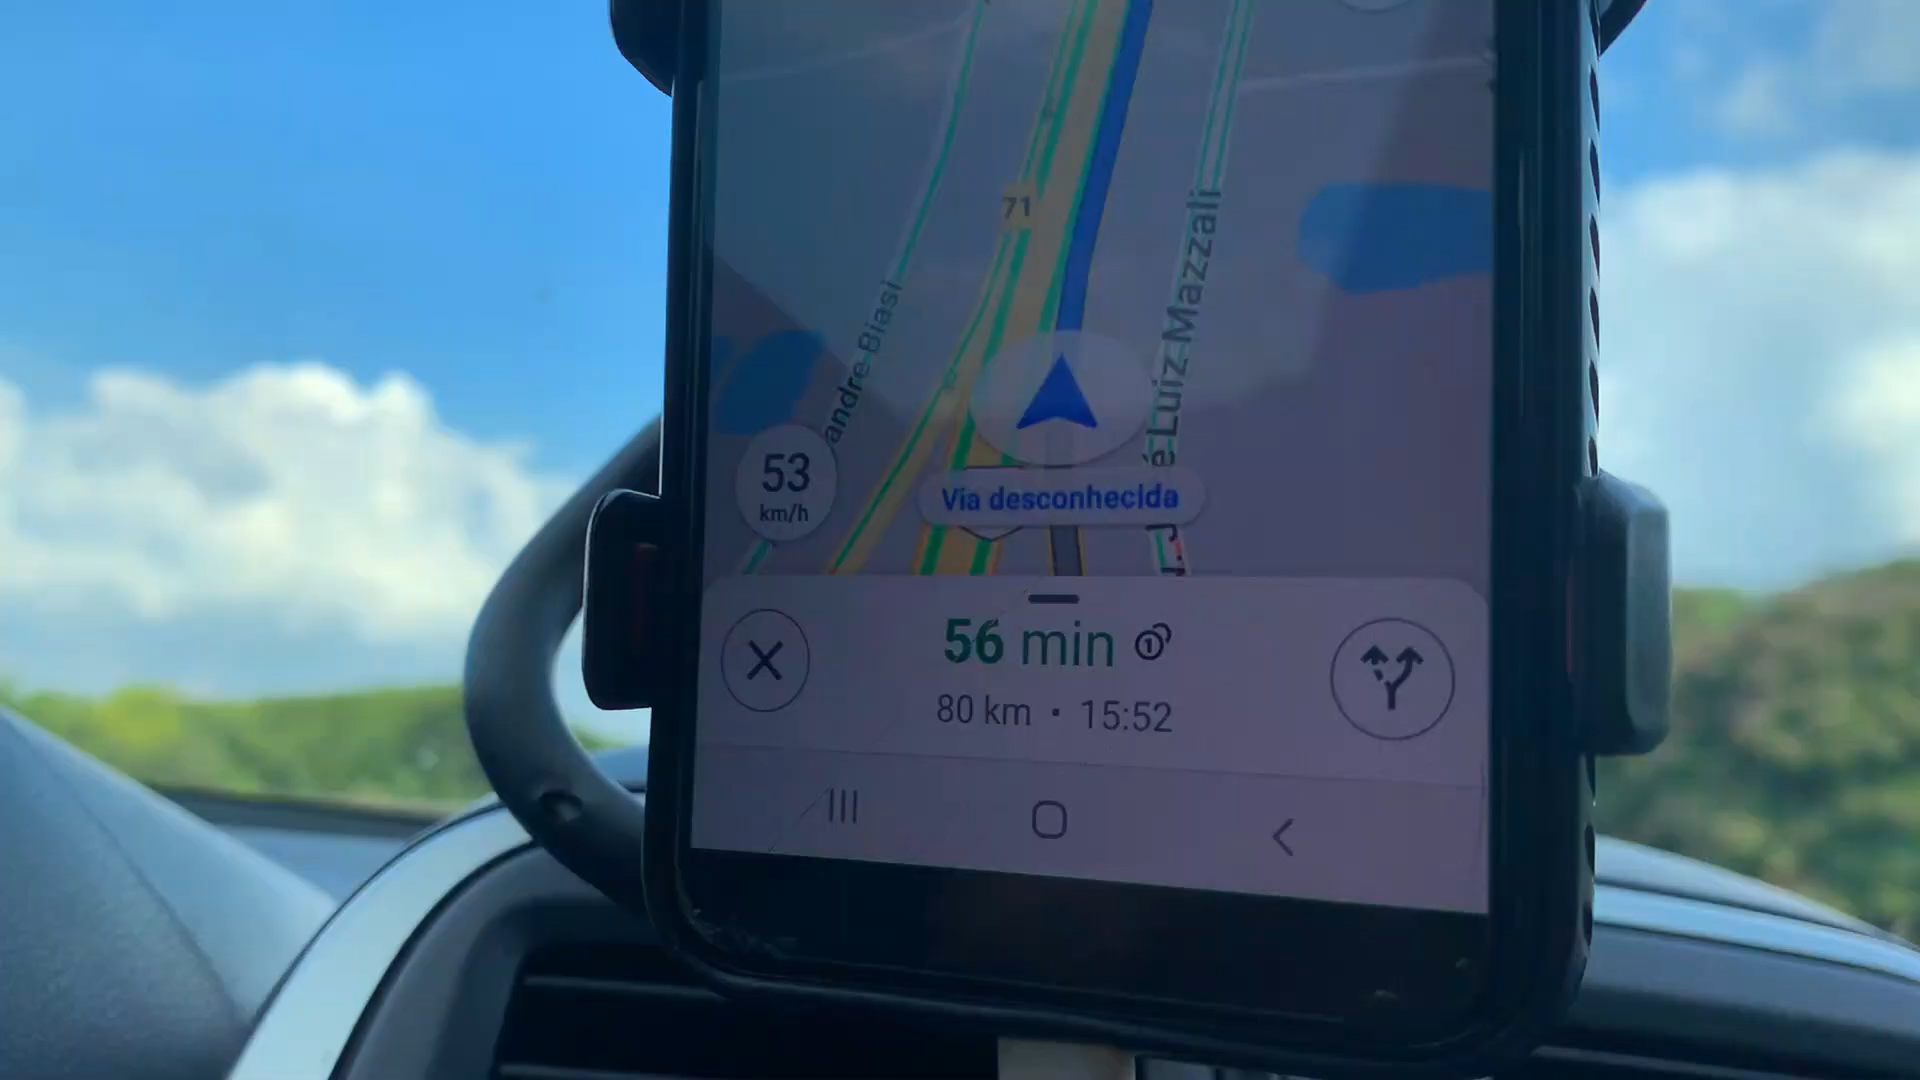 71
andre Biasi
é Luiz Mazzali
53
km/h
Via desconhecida
56 min
80 km • 15:52